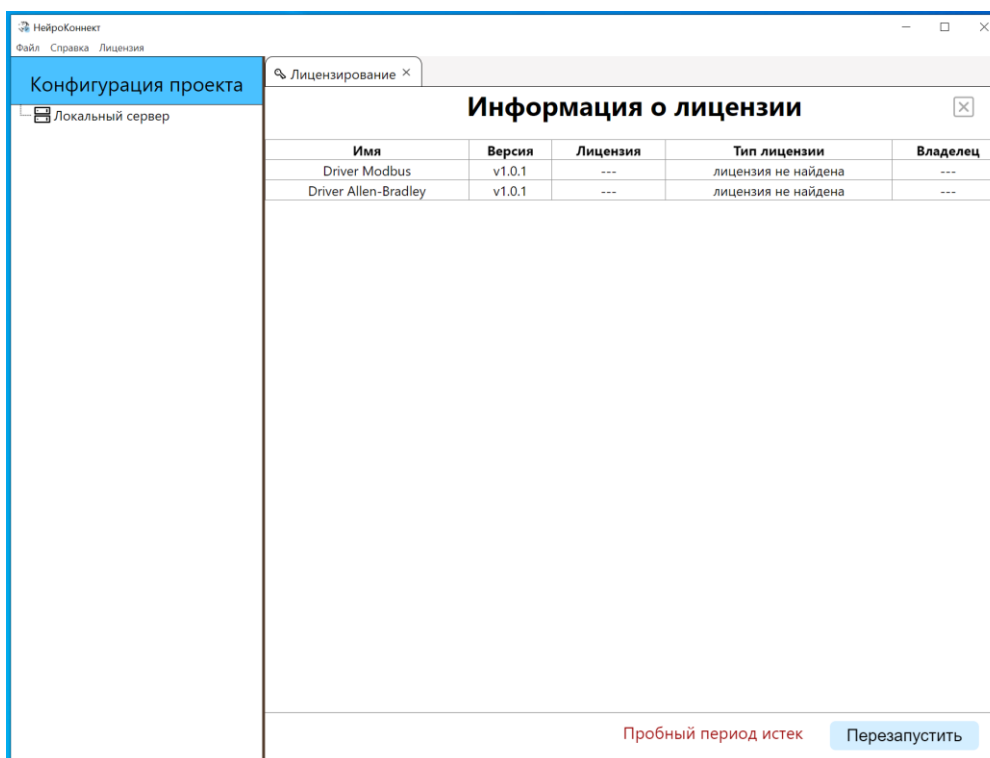 НейроКоннект
Файл Справка Лицензия
Конфигурация проекта
Локальный сервер
Лицензирование
Информация о лицензии
Имя Версия Лицензия Тип лицензии Владелец
Driver Modbus v1.0.1 --- лицензия не найдена ---
Driver Allen-Bradley v1.0.1 --- лицензия не найдена ---
Пробный период истек Перезапустить